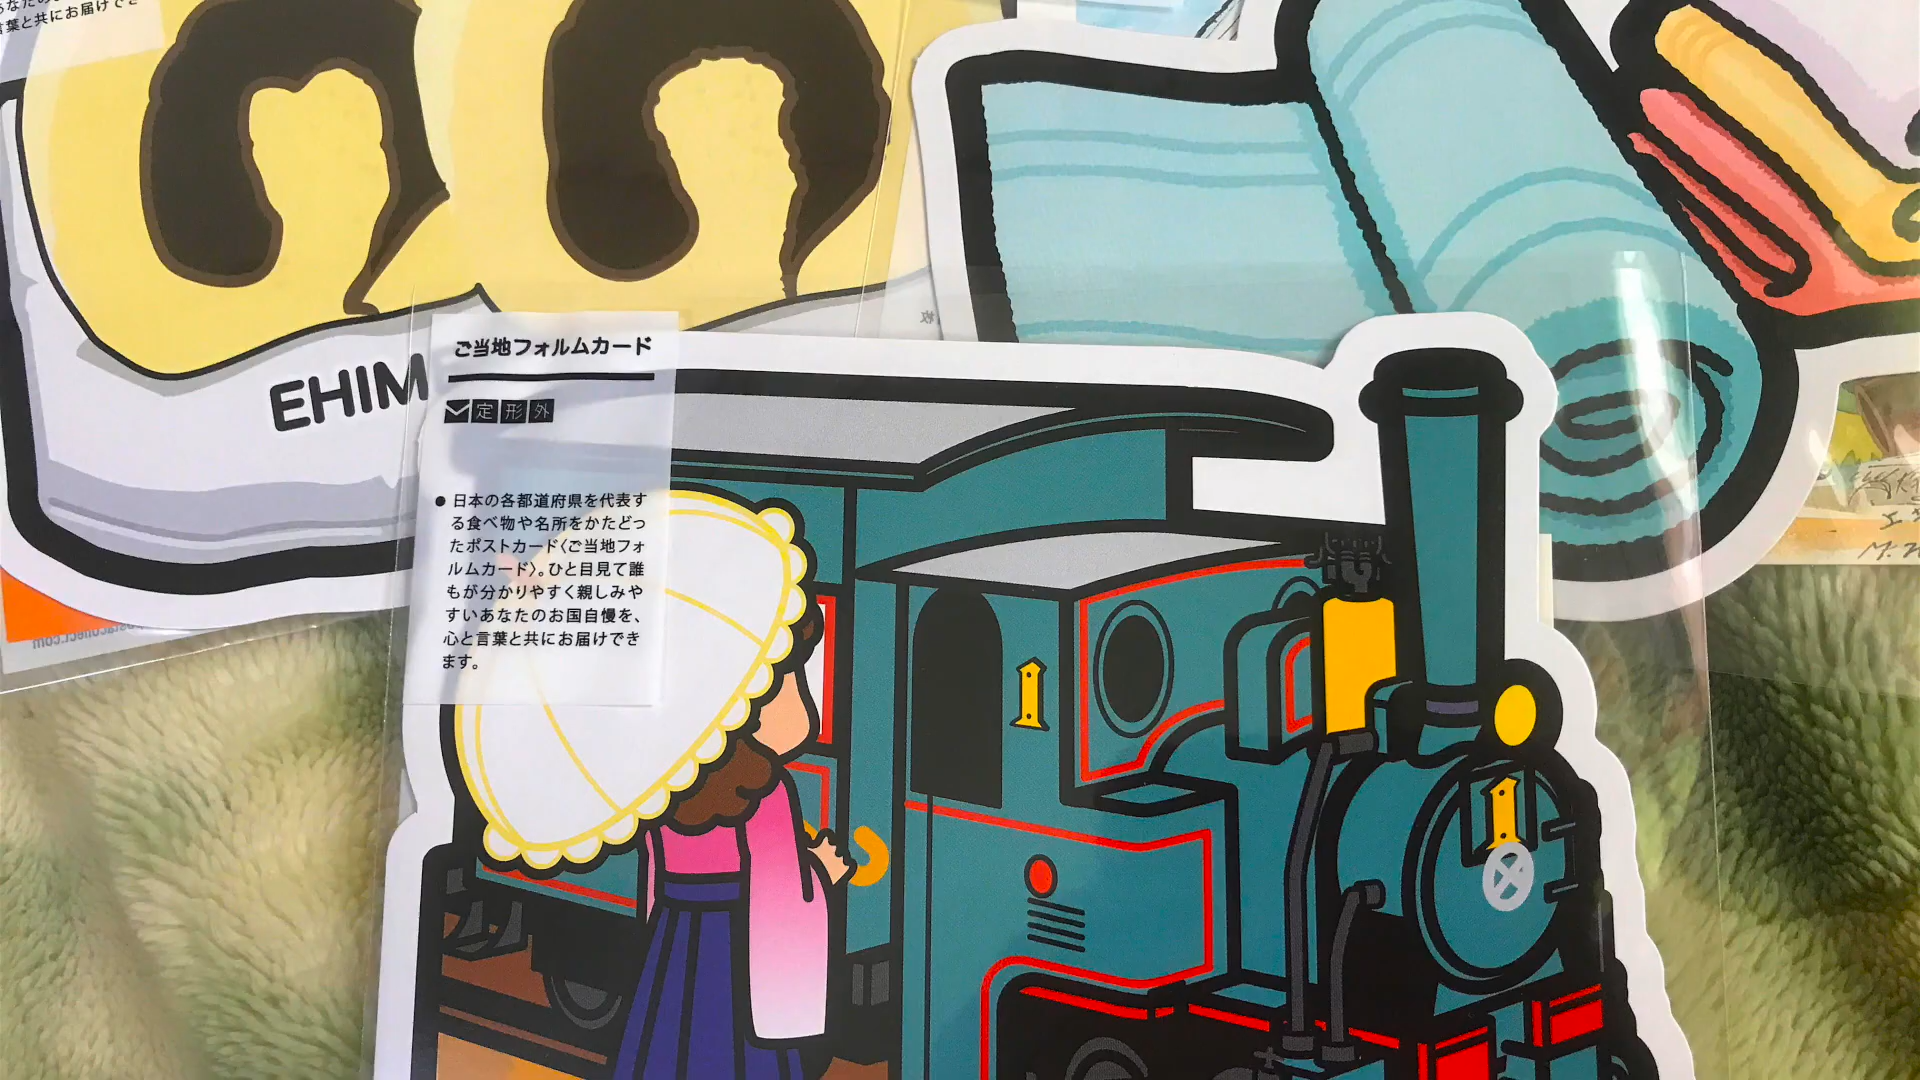 言葉と共にお届けでき
EHIM
ご当地フォルムカード
定形外
● 日本の各都道府県を代表す
る食べ物や名所をかたどっ
たポストカード〈ご当地フォ
ルムカード〉。ひと目見て誰
もが分かりやすく親しみや
すいあなたのお国自慢を、
心と言葉と共にお届けでき
ます。